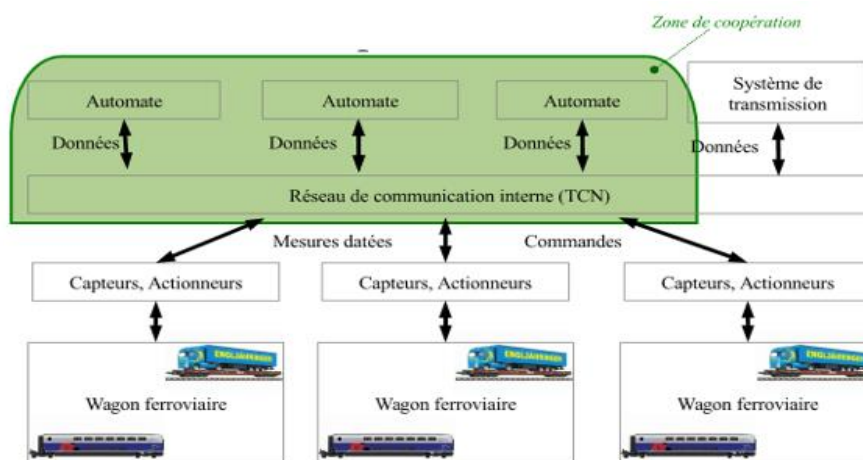 Zone de coopération
Automate
Automate
Automate
Système de
transmission
Données
Données
Données
Données
Réseau de communication interne (TCN)
Mesures datées
Commandes
Capteurs, Actionneurs
Capteurs, Actionneurs
Capteurs, Actionneurs
Wagon ferroviaire
Wagon ferroviaire
Wagon ferroviaire